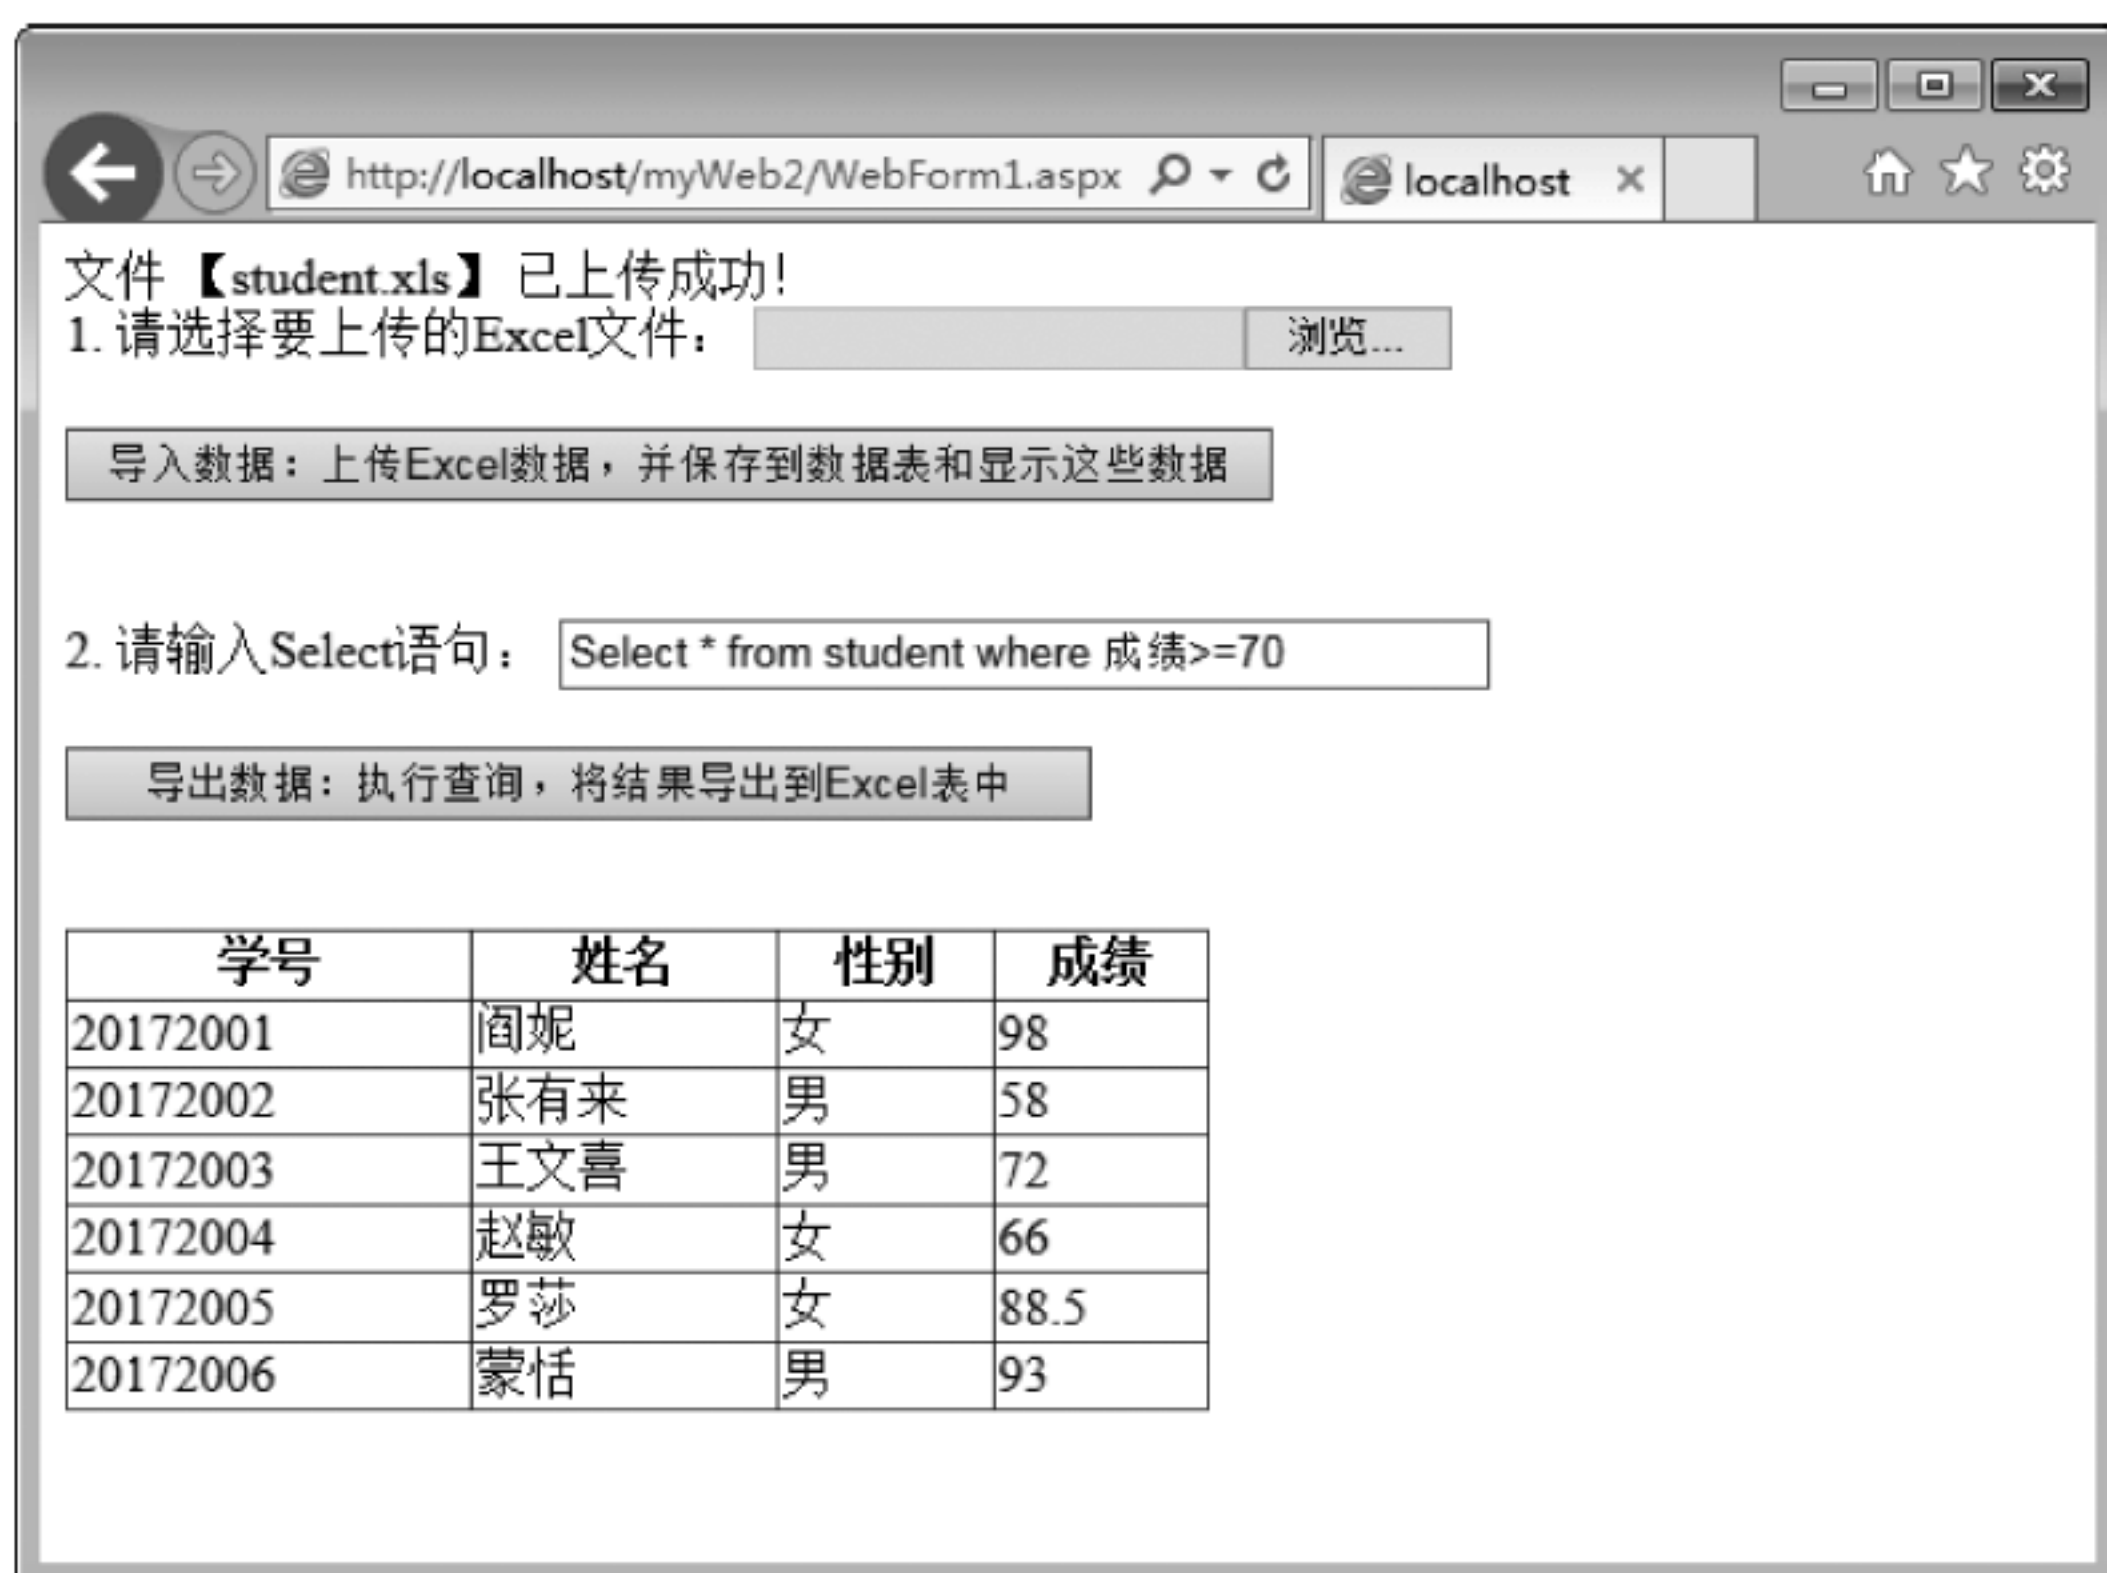 http://localhost/myWeb2/WebForm1.aspx
localhost
文件【student.xls】已上传成功！
1. 请选择要上传的Excel文件： 浏览...
导入数据：上传Excel数据，并保存到数据表和显示这些数据
2. 请输入Select语句： Select * from student where 成绩>=70
导出数据：执行查询，将结果导出到Excel表中
学号 姓名 性别 成绩
20172001 阎妮 女 98
20172002 张有来 男 58
20172003 王文喜 男 72
20172004 赵敏 女 66
20172005 罗莎 女 88.5
20172006 蒙恬 男 93